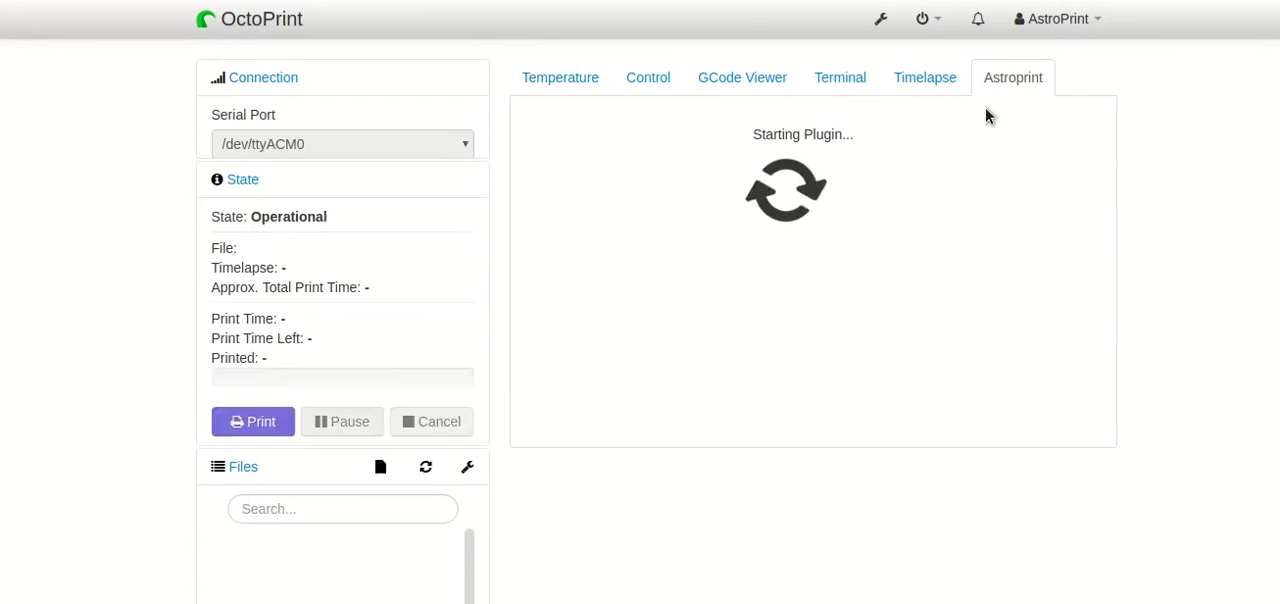 OctoPrint
AstroPrint
Connection
Serial Port
/dev/ttyACM0
State
State: Operational
File:
Timelapse: -
Approx. Total Print Time: -
Print Time: -
Print Time Left: -
Printed: -
Print Pause Cancel
Files
Search...
Temperature Control GCode Viewer Terminal Timelapse Astroprint
Starting Plugin...